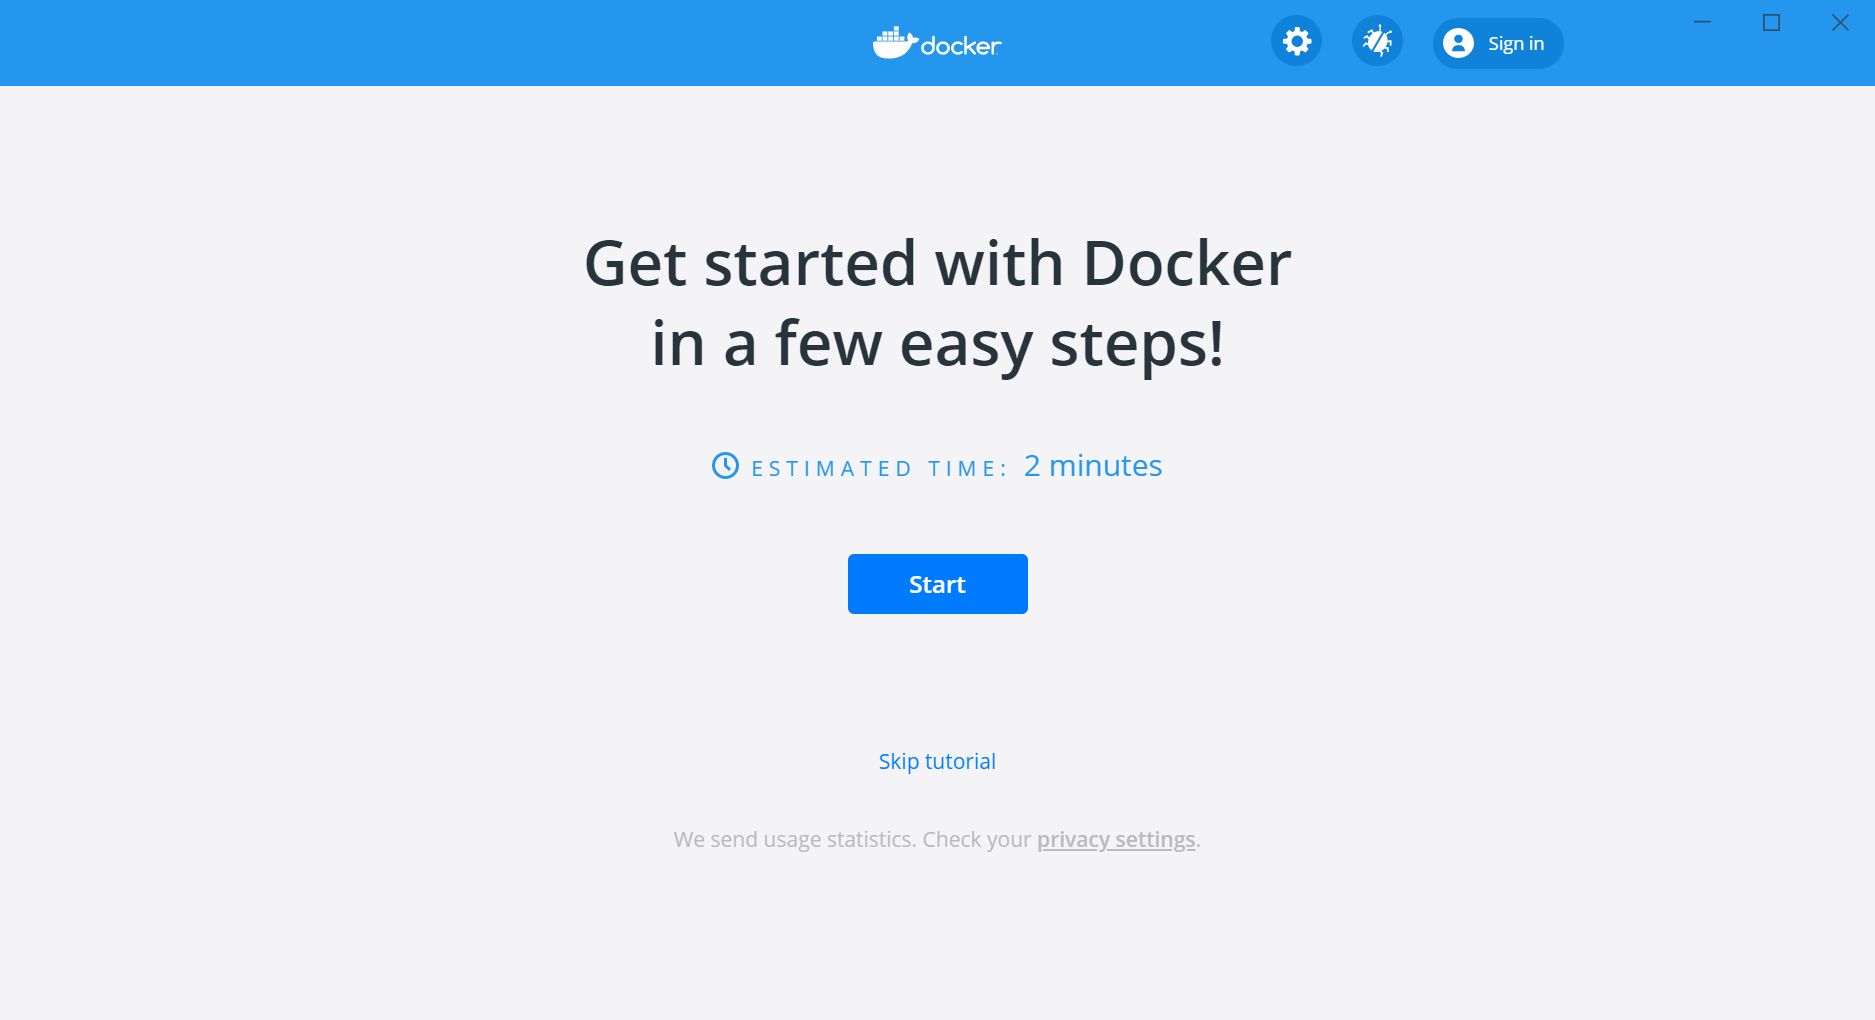 docker
Sign in
Get started with Docker
in a few easy steps!
ESTIMATED TIME: 2 minutes
Start
Skip tutorial
We send usage statistics. Check your privacy settings.